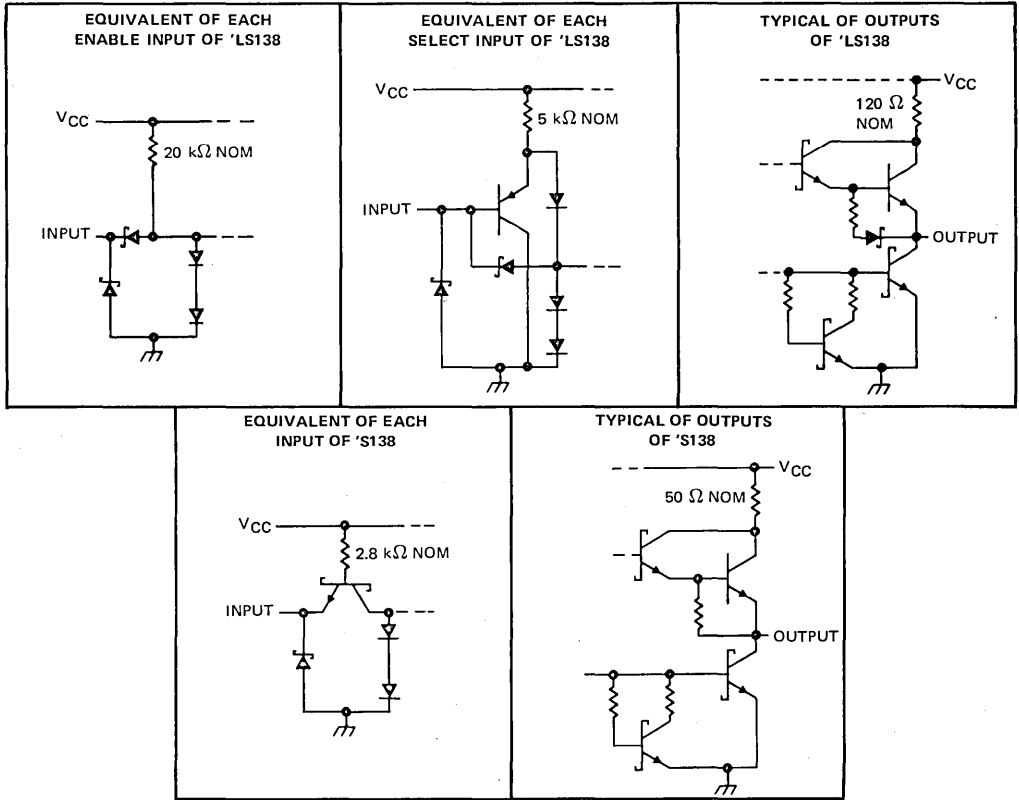 EQUIVALENT OF EACH
ENABLE INPUT OF 'LS138
VCC
20 kΩ NOM
INPUT
EQUIVALENT OF EACH
SELECT INPUT OF 'LS138
VCC
5 kΩ NOM
INPUT
TYPICAL OF OUTPUTS
OF 'LS138
VCC
120 Ω
NOM
OUTPUT
EQUIVALENT OF EACH
INPUT OF 'S138
VCC
2.8 kΩ NOM
INPUT
TYPICAL OF OUTPUTS
OF 'S138
VCC
50 Ω NOM
OUTPUT